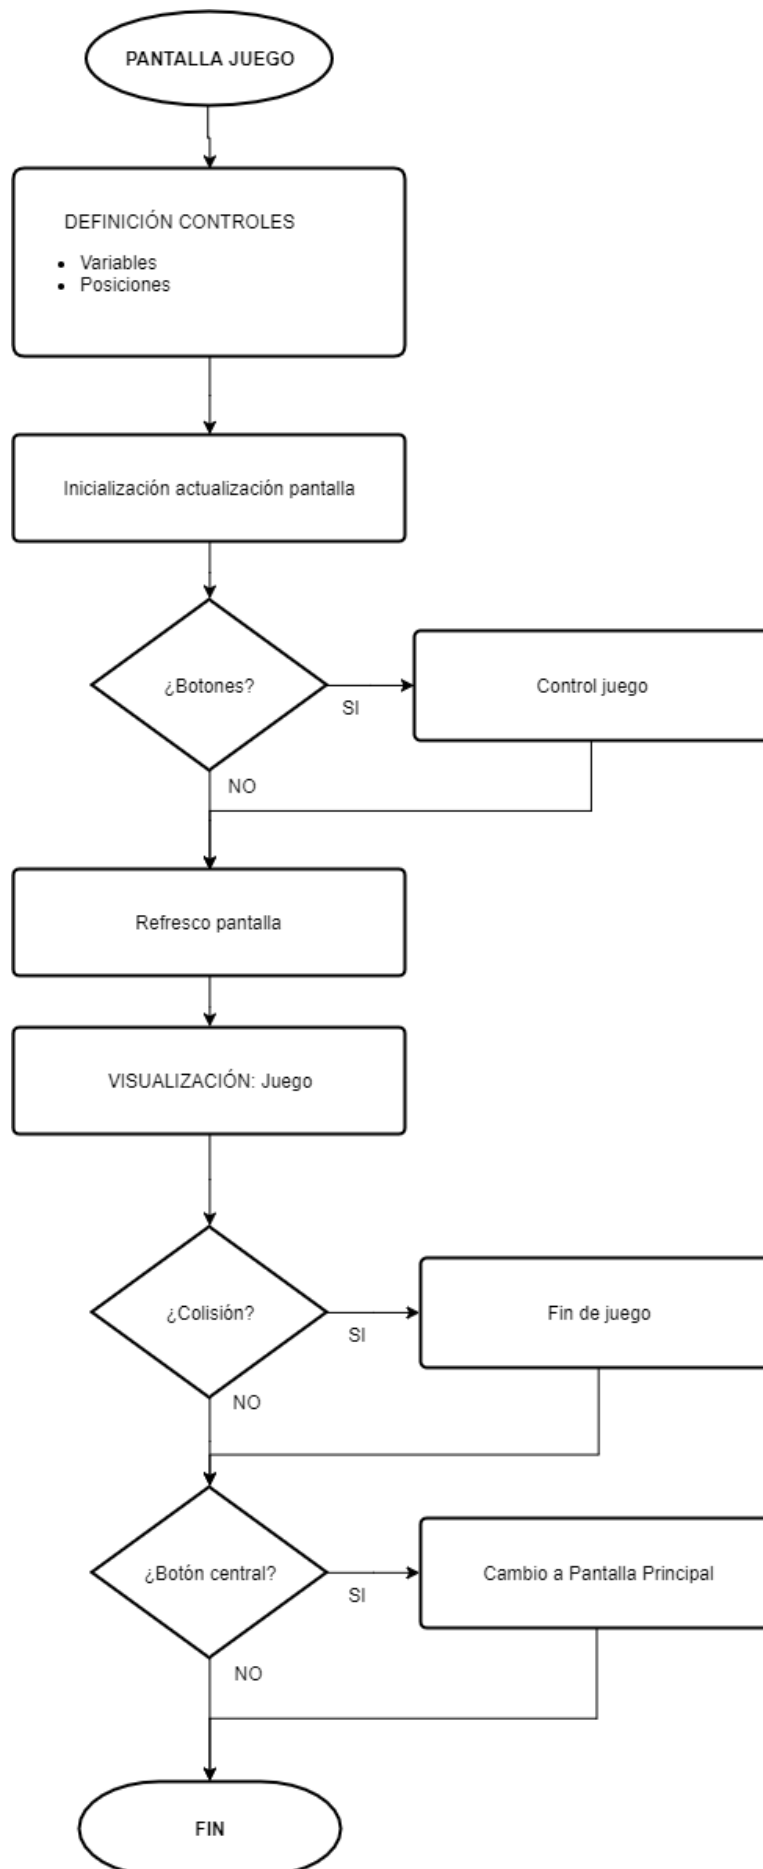 PANTALLA JUEGO
DEFINICIÓN CONTROLES
• Variables
• Posiciones
Inicialización actualización pantalla
¿Botones?
SI
Control juego
NO
Refresco pantalla
VISUALIZACIÓN: Juego
¿Colisión?
SI
Fin de juego
NO
¿Botón central?
SI
Cambio a Pantalla Principal
NO
FIN